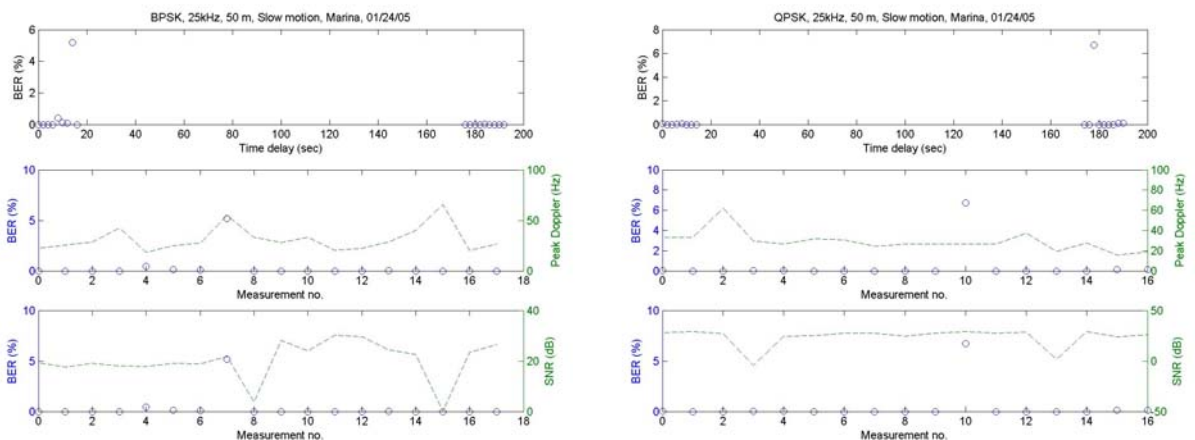 BPSK, 25kHz, 50 m, Slow motion, Marina, 01/24/05
6
4
2
0
BER (%)
0 20 40 60 80 100 120 140 160 180 200
Time delay (sec)
10
5
0
BER (%)
100
50
0
Peak Doppler (Hz)
0 2 4 6 8 10 12 14 16 18
Measurement no.
10
5
0
BER (%)
40
20
0
SNR (dB)
0 2 4 6 8 10 12 14 16 18
Measurement no.
QPSK, 25kHz, 50 m, Slow motion, Marina, 01/24/05
8
6
4
2
0
BER (%)
0 20 40 60 80 100 120 140 160 180 200
Time delay (sec)
10
8
6
4
2
0
BER (%)
100
80
60
40
20
0
Peak Doppler (Hz)
0 2 4 6 8 10 12 14 16
Measurement no.
10
5
0
BER (%)
50
0
-50
SNR (dB)
0 2 4 6 8 10 12 14 16
Measurement no.